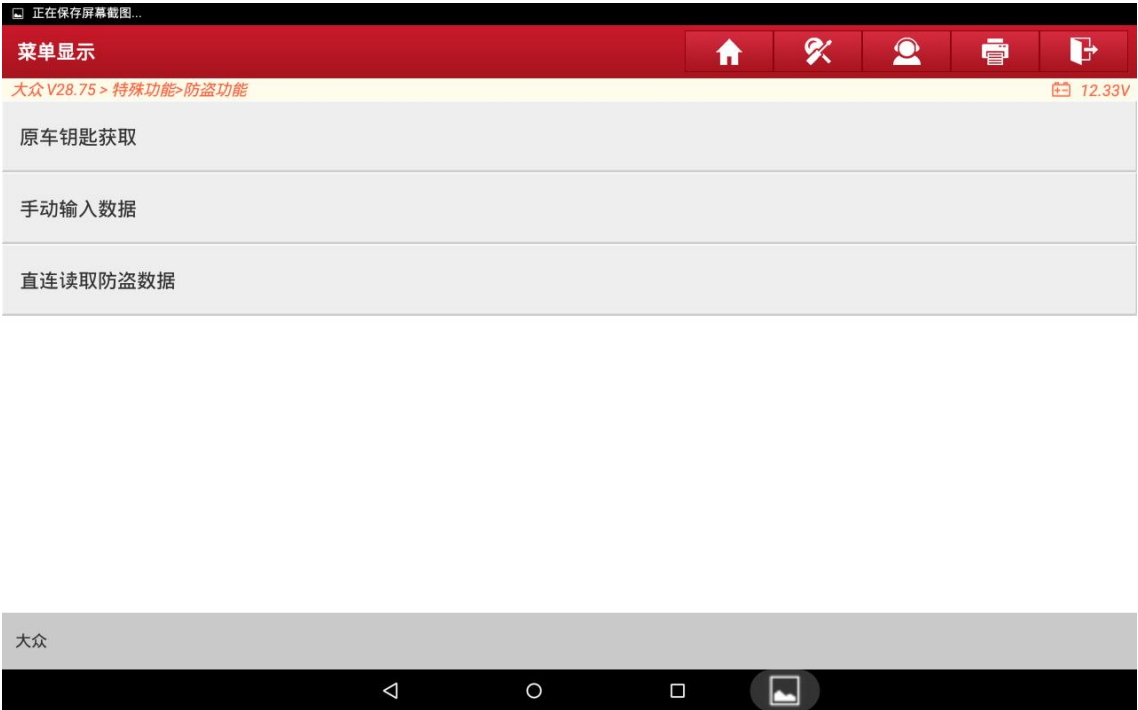 正在保存屏幕截图...
菜单显示
大众 V28.75 > 特殊功能>防盗功能
12.33V
原车钥匙获取
手动输入数据
直连读取防盗数据
大众